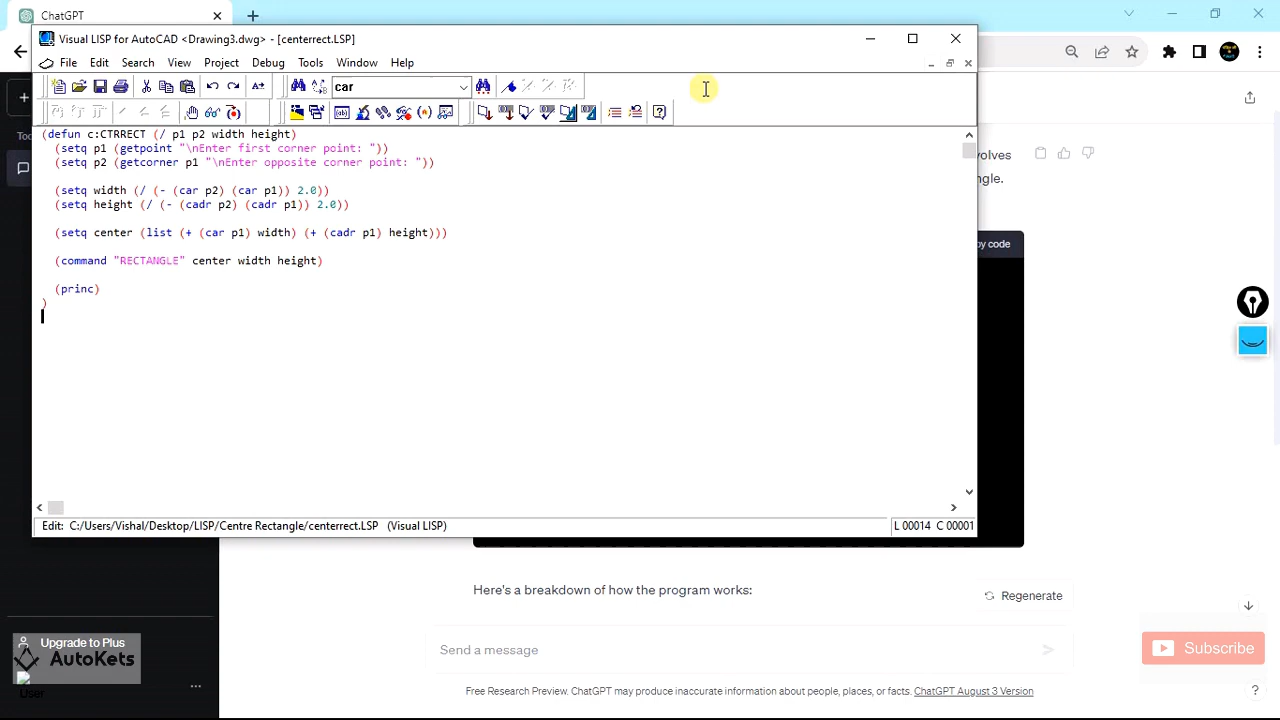 ChatGPT
Visual LISP for AutoCAD <Drawing3.dwg> - [centerrect.LSP]
File Edit Search View Project Debug Tools Window Help
car
(defun c:CTRRECT (/ p1 p2 width height)
(setq p1 (getpoint "\nEnter first corner point: "))
(setq p2 (getcorner p1 "\nEnter opposite corner point: "))
(setq width (/ (- (car p2) (car p1)) 2.0))
(setq height (/ (- (cadr p2) (cadr p1)) 2.0))
(setq center (list (+ (car p1) width) (+ (cadr p1) height)))
(command "RECTANGLE" center width height)
(princ)
)
Edit: C:/Users/Vishal/Desktop/LISP/Centre Rectangle/centerrect.LSP (Visual LISP)
L 00014 C 00001
Too
volves
ngle.
py code
Here's a breakdown of how the program works:
Regenerate
Upgrade to Plus
AutoKets
User
Send a message
Subscribe
Free Research Preview. ChatGPT may produce inaccurate information about people, places, or facts. ChatGPT August 3 Version
?